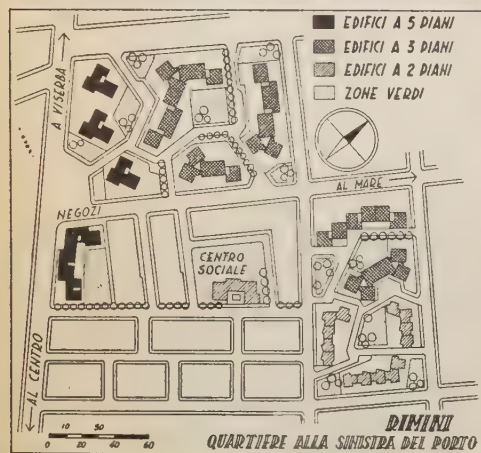 EDIFICI A 5 PIANI
EDIFICI A 3 PIANI
EDIFICI A 2 PIANI
ZONE VERDI
A VISERBA
AL MARE
NEGOZI
CENTRO
SOCIALE
AL CENTRO
10 50
0 20 40 60
RIMINI
QUARTIERE ALLA SINISTRA DEL PORTO